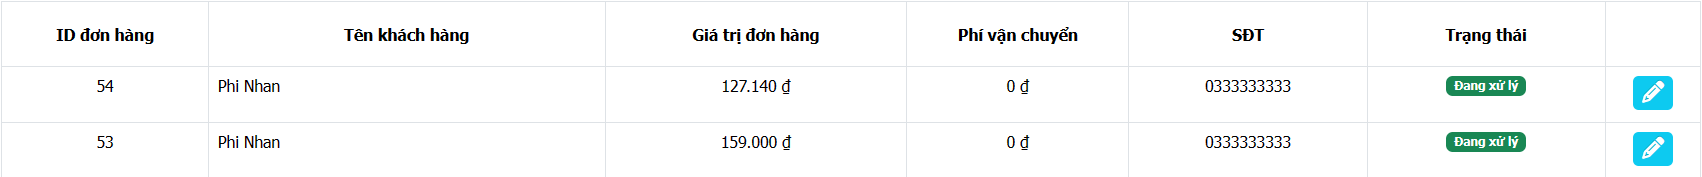 ID đơn hàng Tên khách hàng Giá trị đơn hàng Phí vận chuyển SĐT Trạng thái
54 Phi Nhan 127.140 ₫ 0 ₫ 0333333333 Đang xử lý
53 Phi Nhan 159.000 ₫ 0 ₫ 0333333333 Đang xử lý